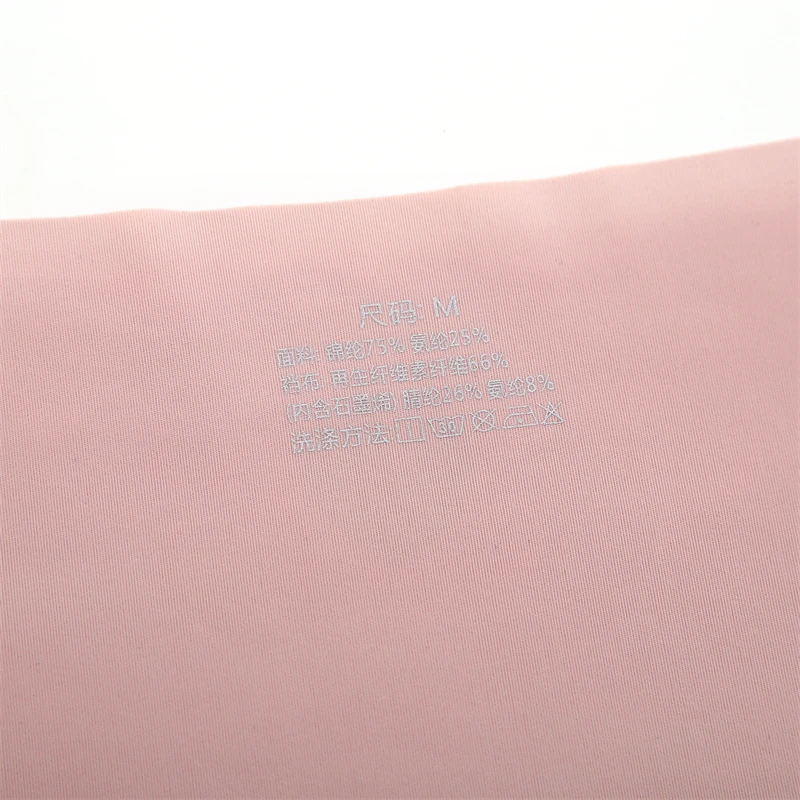 尺码: M
面料: 锦纶75% 氨纶25%
裆布: 再生纤维素纤维66%
(内含石墨烯) 腈纶26% 氨纶8%
洗涤方法: 30